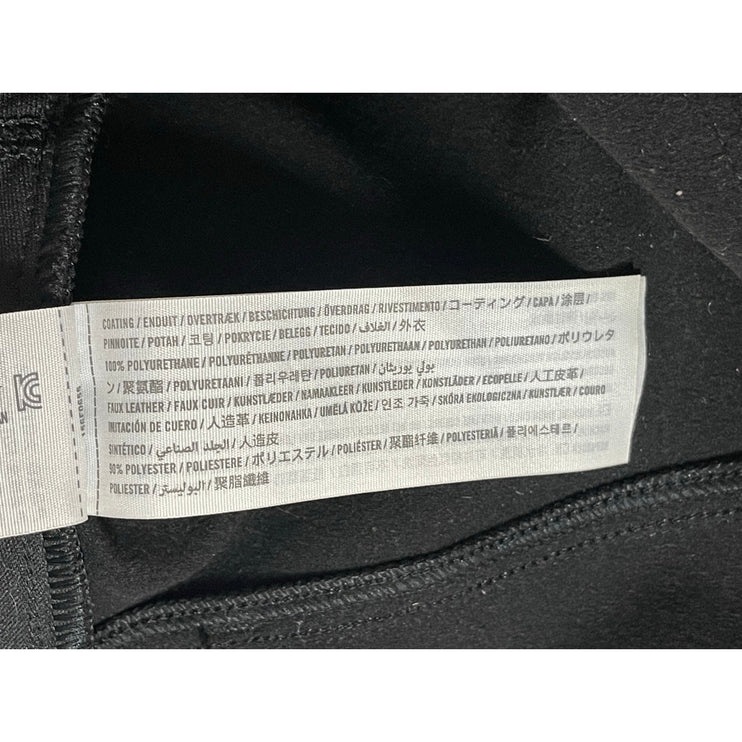 COATING / ENDUIT / OVERTRÆK / BESCHICHTUNG / ÖVERDRAG / RIVESTIMENTO / コーティング / CAPA / 涂层 /
PINNOITE / POTAH / 코팅 / POKRYCIE / BELEGG / TECIDO / الغلاف / 外衣
100% POLYURETHANE / POLYURÉTHANNE / POLYURETAN / POLYURETHAAN / POLYURETHAN / POLIURETANO / ポリウレタ
ン / 聚氨酯 / POLYURETAANI / 폴리우레탄 / POLIURETAN / بولي يوريثان
FAUX LEATHER / FAUX CUIR / KUNSTLÆDER / NAMAAKLEER / KUNSTLEDER / KONSTLÄDER / ECOPELLE / 人工皮革 /
IMITACIÓN DE CUERO / 人造革 / KEINONAHKA / UMĚLÁ KŮŽE / 인조 가죽 / SKÓRA EKOLOGICZNA / KUNSTLÆR / COURO
SINTÉTICO / الجلد الصناعي / 人造皮
90% POLYESTER / POLIESTERE / ポリエステル / POLIÉSTER / 聚酯纤维 / POLYESTERIÄ / 폴리에스테르 /
POLIESTER / البوليستر / 聚脂纖維